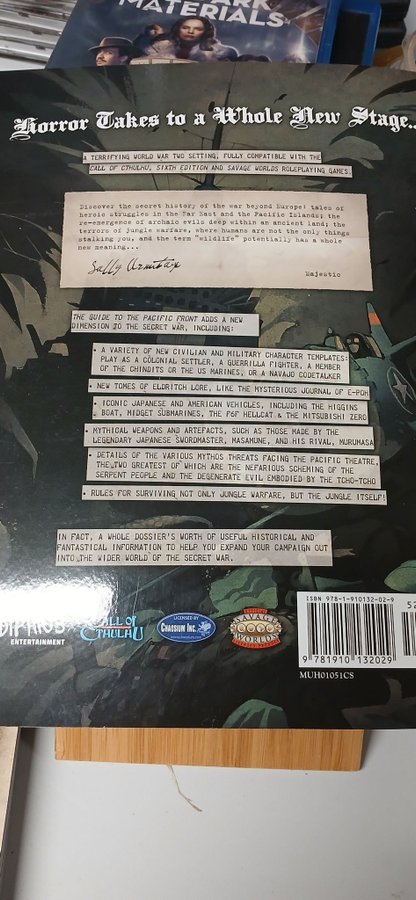 MATERIALS
Horror Takes to a Whole New Stage...
A TERRIFYING WORLD WAR TWO SETTING, FULLY COMPATIBLE WITH THE
CALL OF CTHULHU, SIXTH EDITION AND SAVAGE WORLDS ROLEPLAYING GAMES.
Discover the secret history of the war beyond Europe: tales of
heroic struggles in the Far East and the Pacific Islands; the
re-emergence of archaic evils deep within an ancient land; the
terrors of jungle warfare, where humans are not the only things
stalking you, and the term "wildlife" potentially has a whole
new meaning...
Sally Armitage
Majestic
THE GUIDE TO THE PACIFIC FRONT ADDS A NEW
DIMENSION TO THE SECRET WAR, INCLUDING:
• A VARIETY OF NEW CIVILIAN AND MILITARY CHARACTER TEMPLATES:
PLAY AS A COLONIAL SETTLER, A GUERRILLA FIGHTER, A MEMBER
OF THE CHINDITS OR THE US MARINES, OR A NAVAJO CODETALKER
• NEW TOMES OF ELDRITCH LORE, LIKE THE MYSTERIOUS JOURNAL OF E-POH
• ICONIC JAPANESE AND AMERICAN VEHICLES, INCLUDING THE HIGGINS
BOAT, MIDGET SUBMARINES, THE F6F HELLCAT & THE MITSUBISHI ZERO
• MYTHICAL WEAPONS AND ARTEFACTS, SUCH AS THOSE MADE BY THE
LEGENDARY JAPANESE SWORDMASTER, MASAMUNE, AND HIS RIVAL, MURUMASA
• DETAILS OF THE VARIOUS MYTHOS THREATS FACING THE PACIFIC THEATRE,
THE TWO GREATEST OF WHICH ARE THE NEFARIOUS SCHEMING OF THE
SERPENT PEOPLE AND THE DEGENERATE EVIL EMBODIED BY THE TCHO-TCHO
• RULES FOR SURVIVING NOT ONLY JUNGLE WARFARE, BUT THE JUNGLE ITSELF!
IN FACT, A WHOLE DOSSIER'S WORTH OF USEFUL HISTORICAL AND
FANTASTICAL INFORMATION TO HELP YOU EXPAND YOUR CAMPAIGN OUT
INTO THE WIDER WORLD OF THE SECRET WAR.
ENTERTAINMENT
CALL OF CTHULHU
LICENSED BY
CHAOSIUM INC.
SAVAGE WORLDS
ISBN 978-1-910132-02-9
9 781910 132029
MUH01051CS